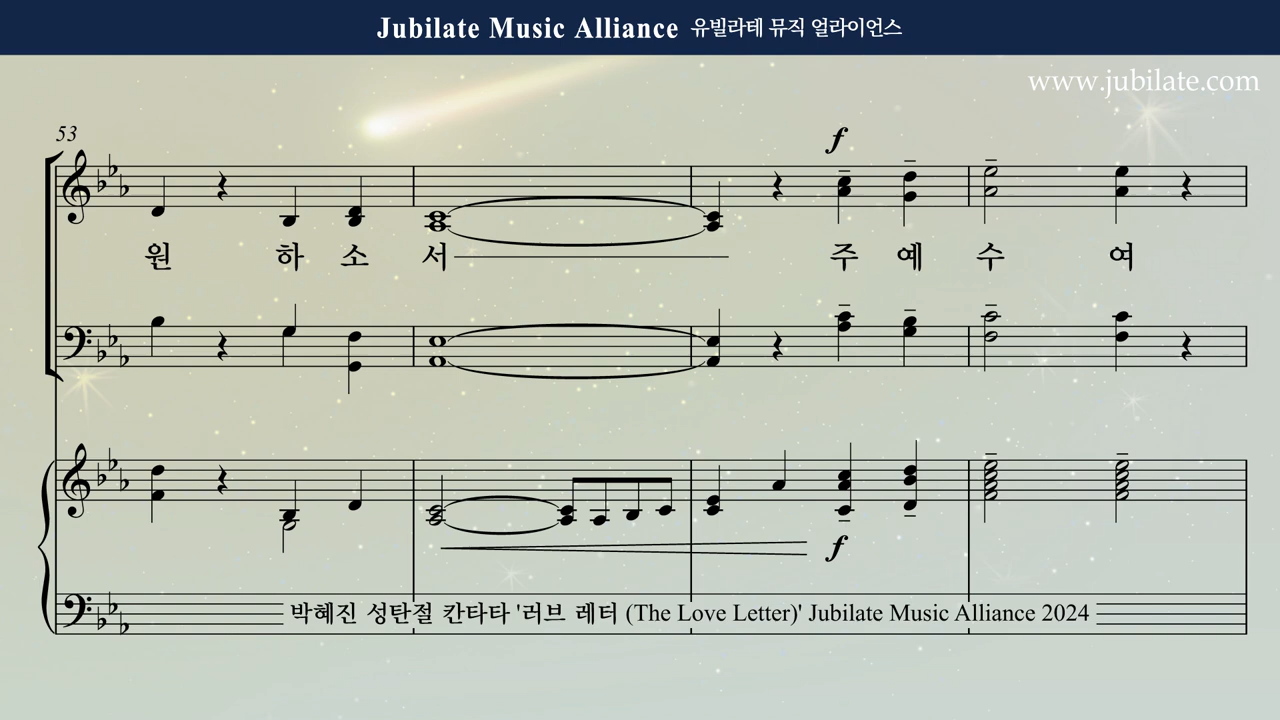 Jubilate Music Alliance 유빌라테 뮤직 얼라이언스
www.jubilate.com
53
f
원 하 소 서 주 예 수 여
f
박혜진 성탄절 칸타타 '러브 레터 (The Love Letter)' Jubilate Music Alliance 2024